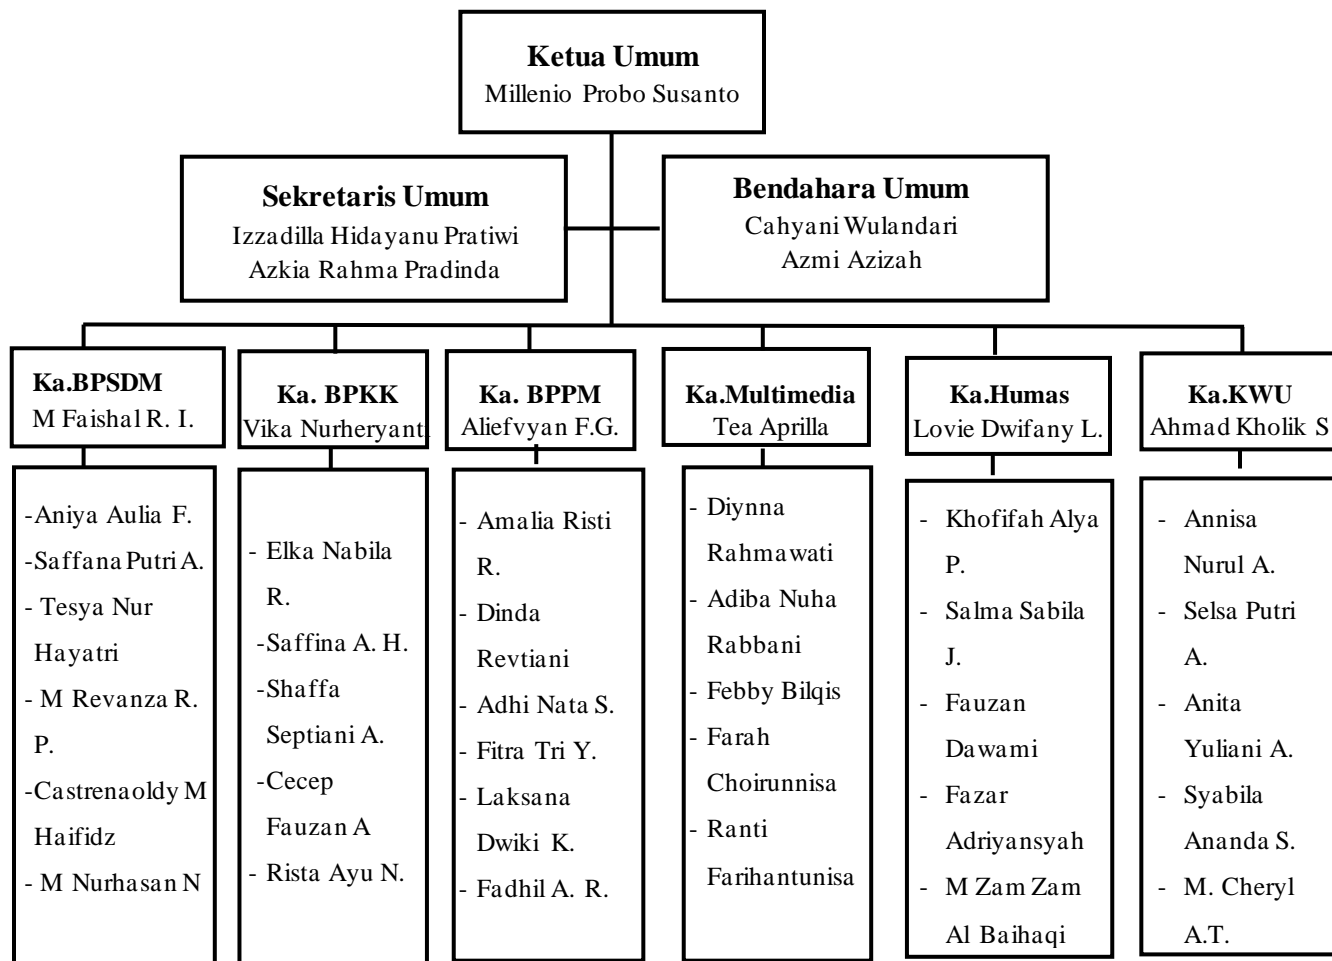 Ketua Umum
Millenio Probo Susanto
Sekretaris Umum
Izzadilla Hidayanu Pratiwi
Azkia Rahma Pradinda
Bendahara Umum
Cahyani Wulandari
Azmi Azizah
Ka.BPSDM
M Faishal R. I.
Ka. BPKK
Vika Nurheryanti
Ka. BPPM
Aliefvyan F.G.
Ka.Multimedia
Tea Aprilla
Ka.Humas
Lovie Dwifany L.
Ka.KWU
Ahmad Kholik S
-Aniya Aulia F.
-Saffana Putri A.
- Tesya Nur
Hayatri
- M Revanza R.
P.
-Castrenaoldy M
Haifidz
- M Nurhasan N
- Elka Nabila
R.
-Saffina A. H.
-Shaffa
Septiani A.
-Cecep
Fauzan A
- Rista Ayu N.
- Amalia Risti
R.
- Dinda
Revtiani
- Adhi Nata S.
- Fitra Tri Y.
- Laksana
Dwiki K.
- Fadhil A. R.
- Diynna
Rahmawati
- Adiba Nuha
Rabbani
- Febby Bilqis
- Farah
Choirunnisa
- Ranti
Farihantunisa
- Khofifah Alya
P.
- Salma Sabila
J.
- Fauzan
Dawami
- Fazar
Adriyansyah
- M Zam Zam
Al Baihaqi
- Annisa
Nurul A.
- Selsa Putri
A.
- Anita
Yuliani A.
- Syabila
Ananda S.
- M. Cheryl
A.T.